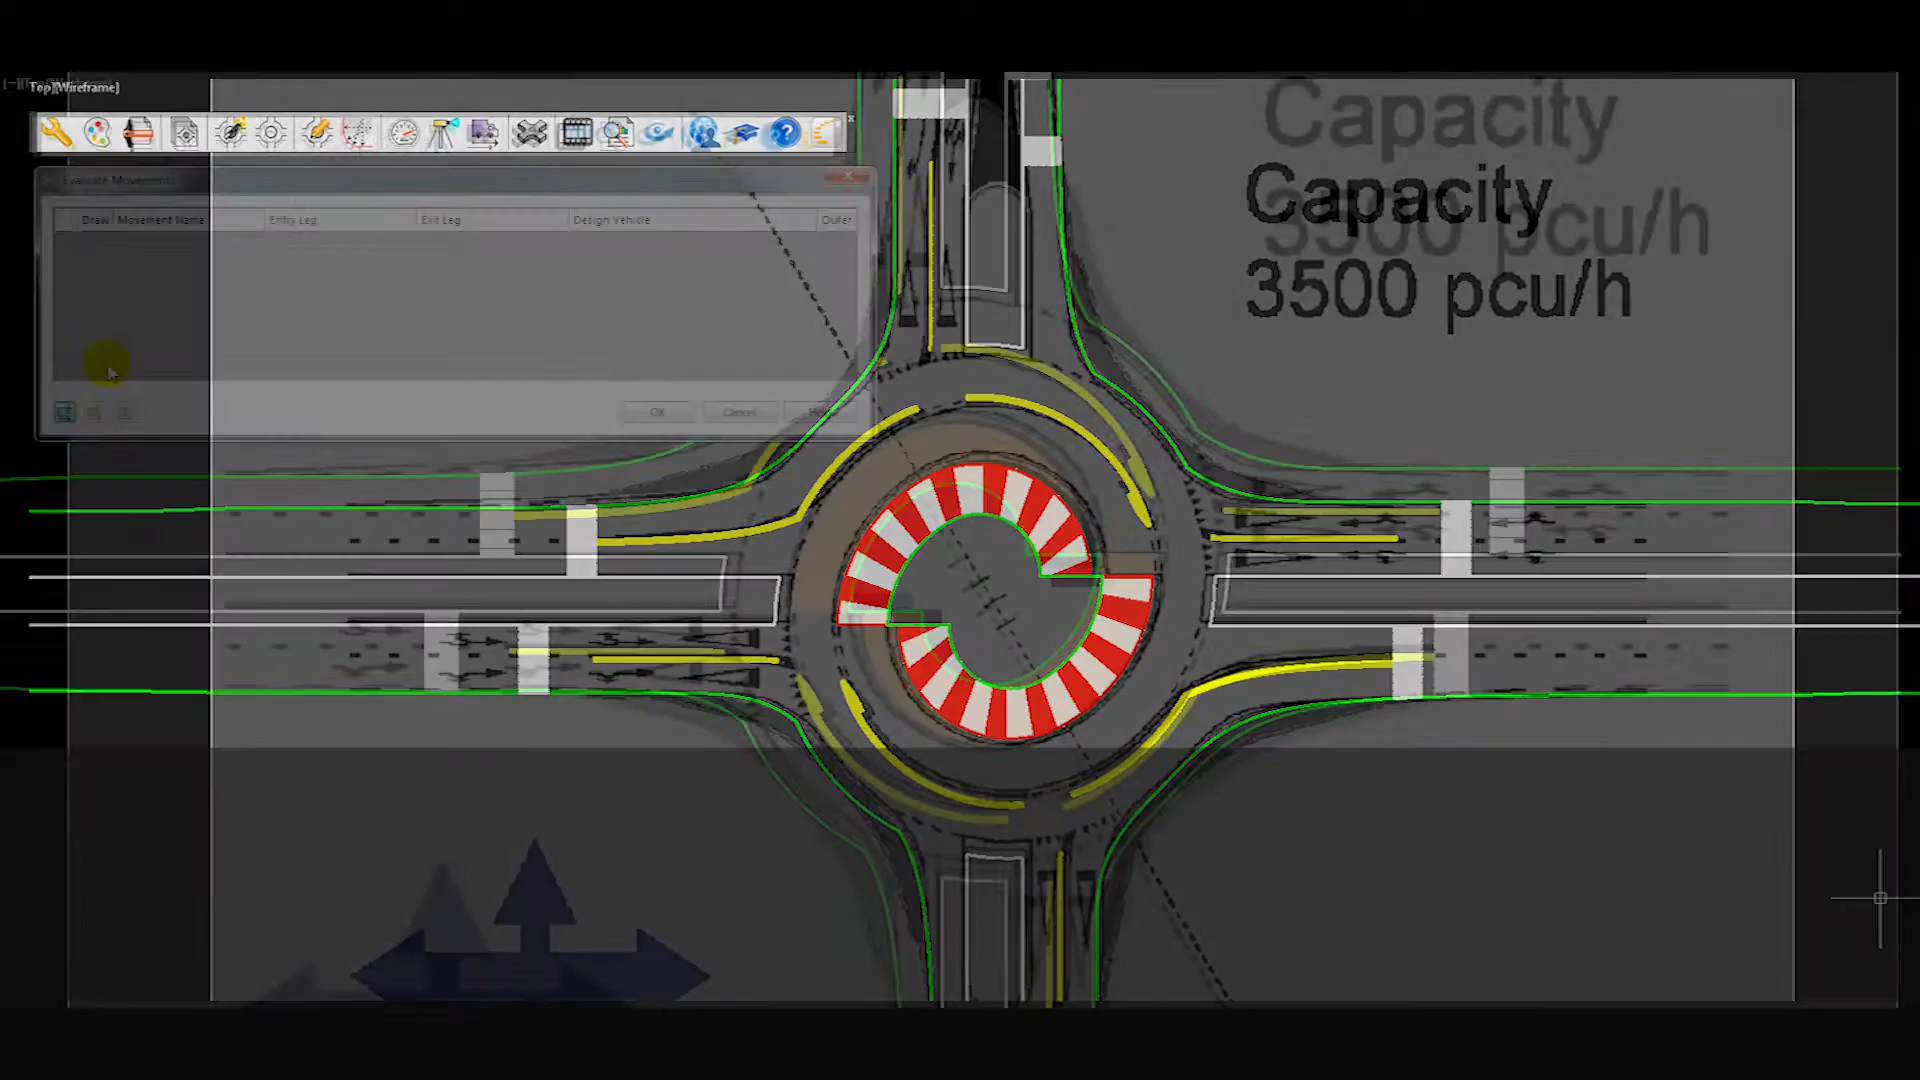 Top][Wireframe]
Evaluate Movements
Draw Movement Name Entry Leg Exit Leg Design Vehicle Outer
OK Cancel Help
Capacity
3500 pcu/h
Capacity
3500 pcu/h